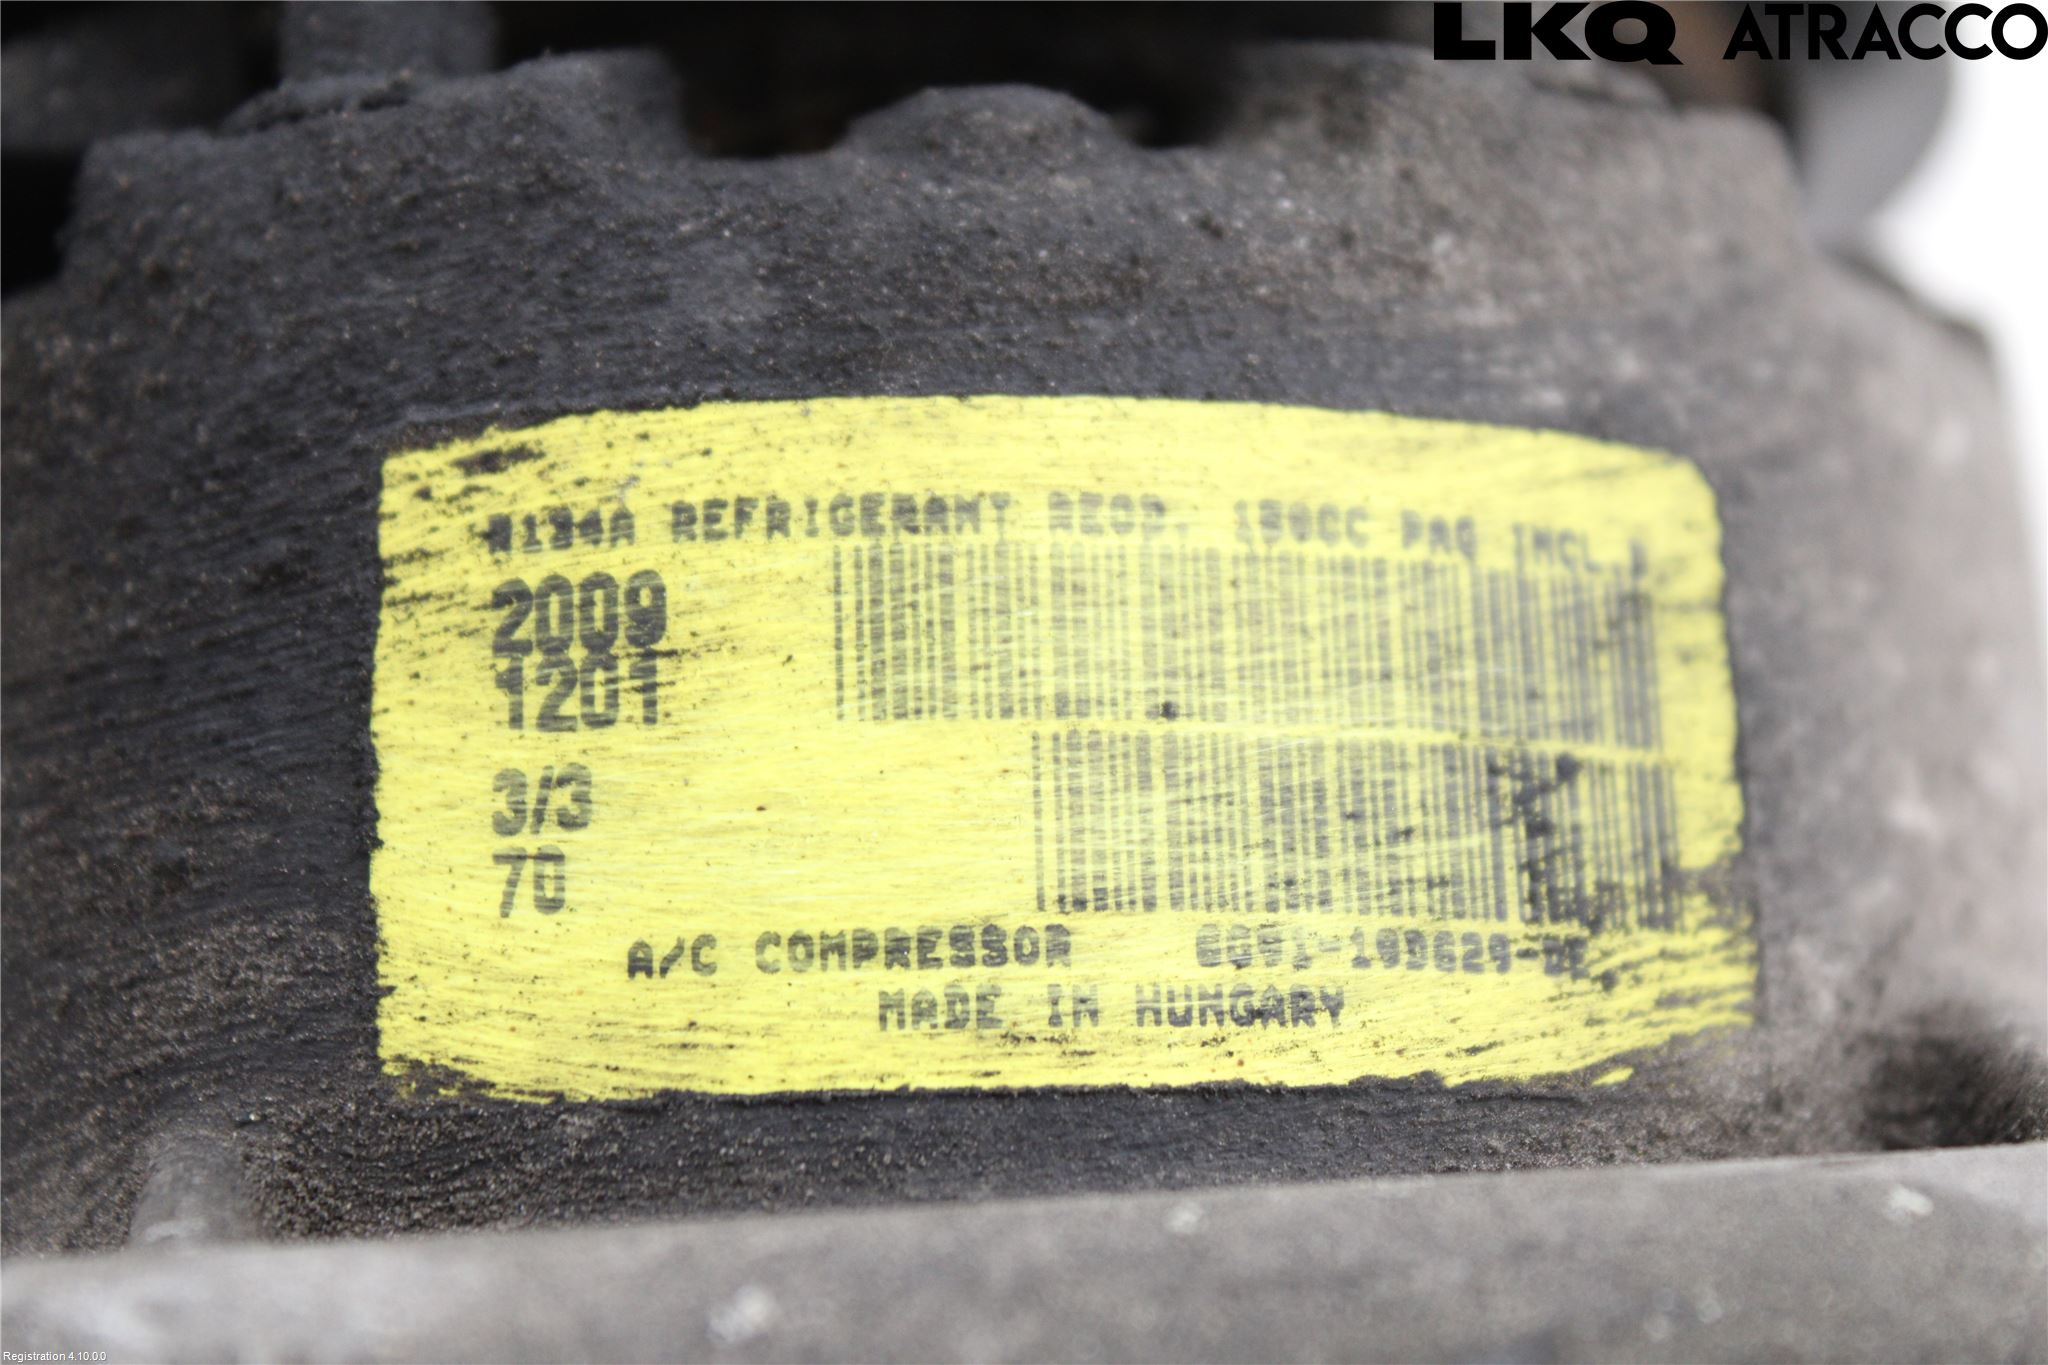 LKQ ATRACCO
R134A REFRIGERANT REQD. 150CC PAG INCL.
2009
1201
3/3
70
A/C COMPRESSOR
MADE IN HUNGARY
Registration 4.10.0.0